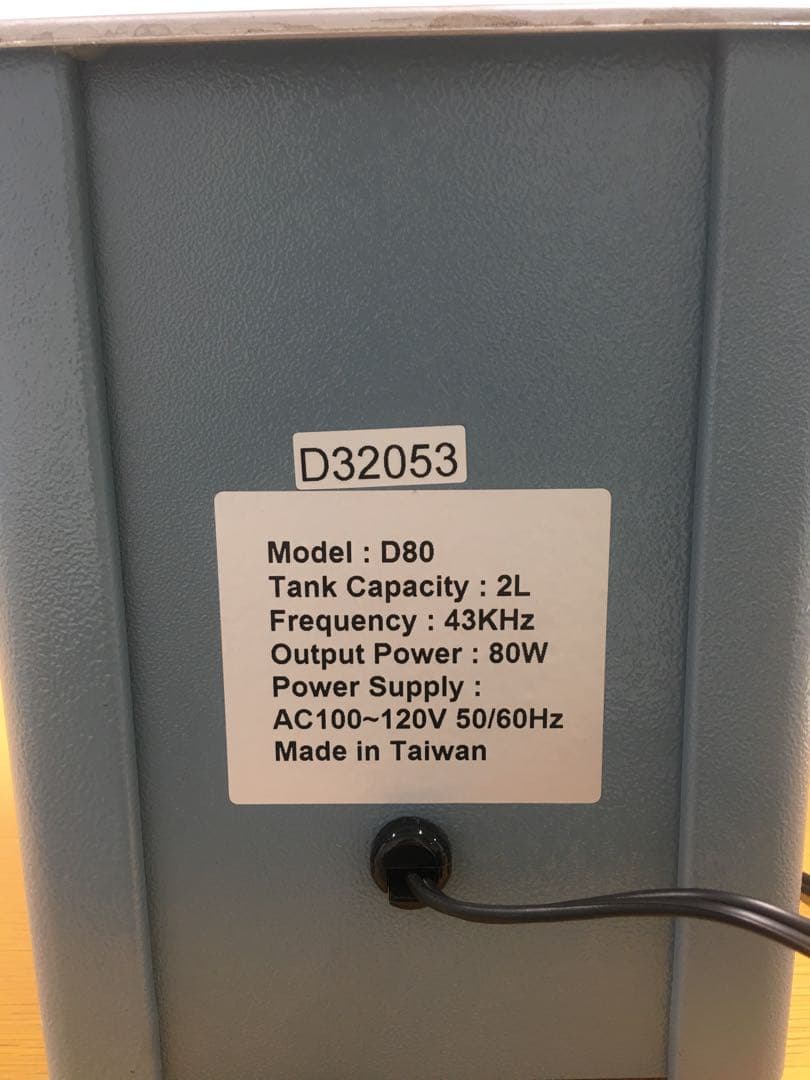 D32053
Model : D80
Tank Capacity : 2L
Frequency : 43KHz
Output Power : 80W
Power Supply :
AC100~120V 50/60Hz
Made in Taiwan